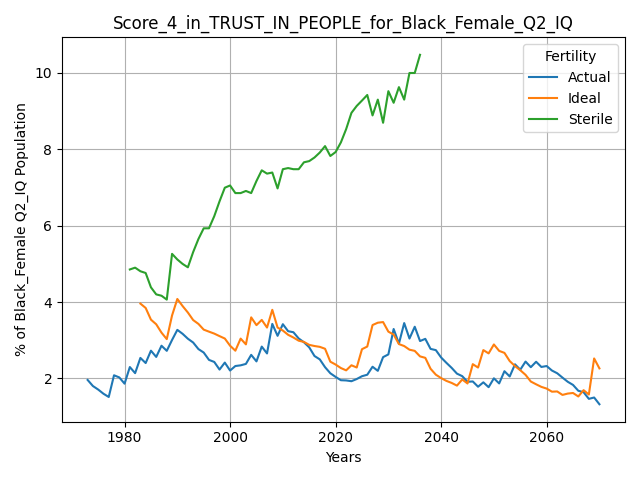 Score_4_in_TRUST_IN_PEOPLE_for_Black_Female_Q2_IQ
% of Black_Female Q2_IQ Population
10
8
6
4
2
Fertility
Actual
Ideal
Sterile
1980 2000 2020 2040 2060
Years